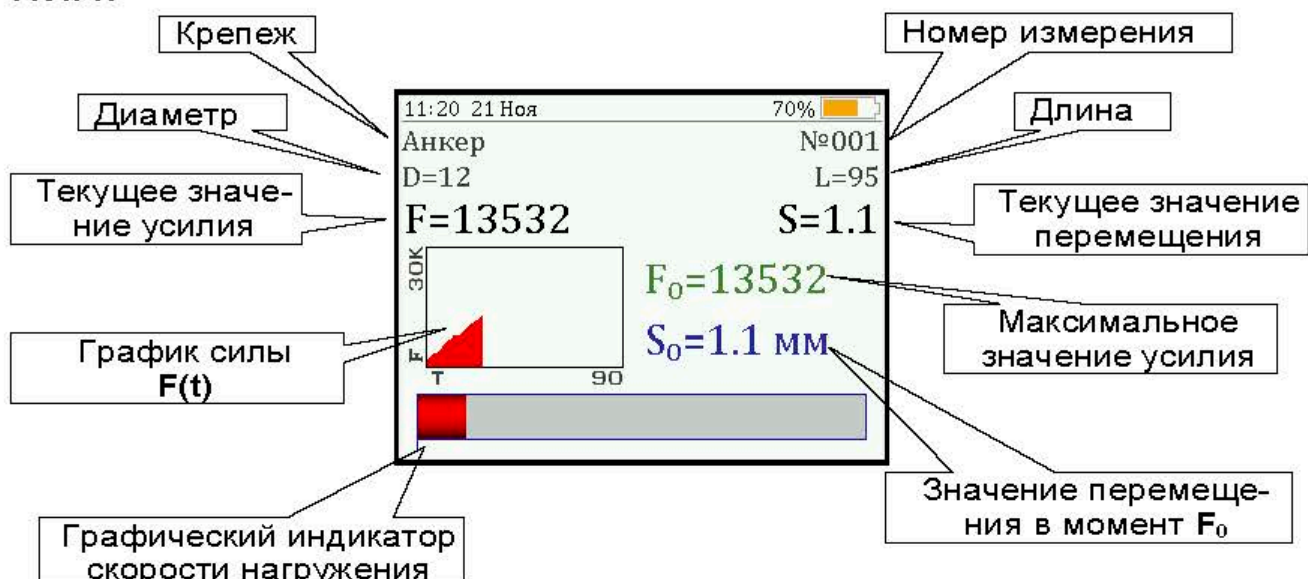 Крепеж
Номер измерения
Диаметр
Длина
11:20 21 Ноя 70%
Анкер №001
D=12 L=95
Текущее значе-
ние усилия
F=13532 S=1.1
Текущее значение
перемещения
30К
F₀=13532
S₀=1.1 мм
Максимальное
значение усилия
График силы
F(t)
F
T 90
Значение перемеще-
ния в момент F₀
Графический индикатор
скорости нагружения